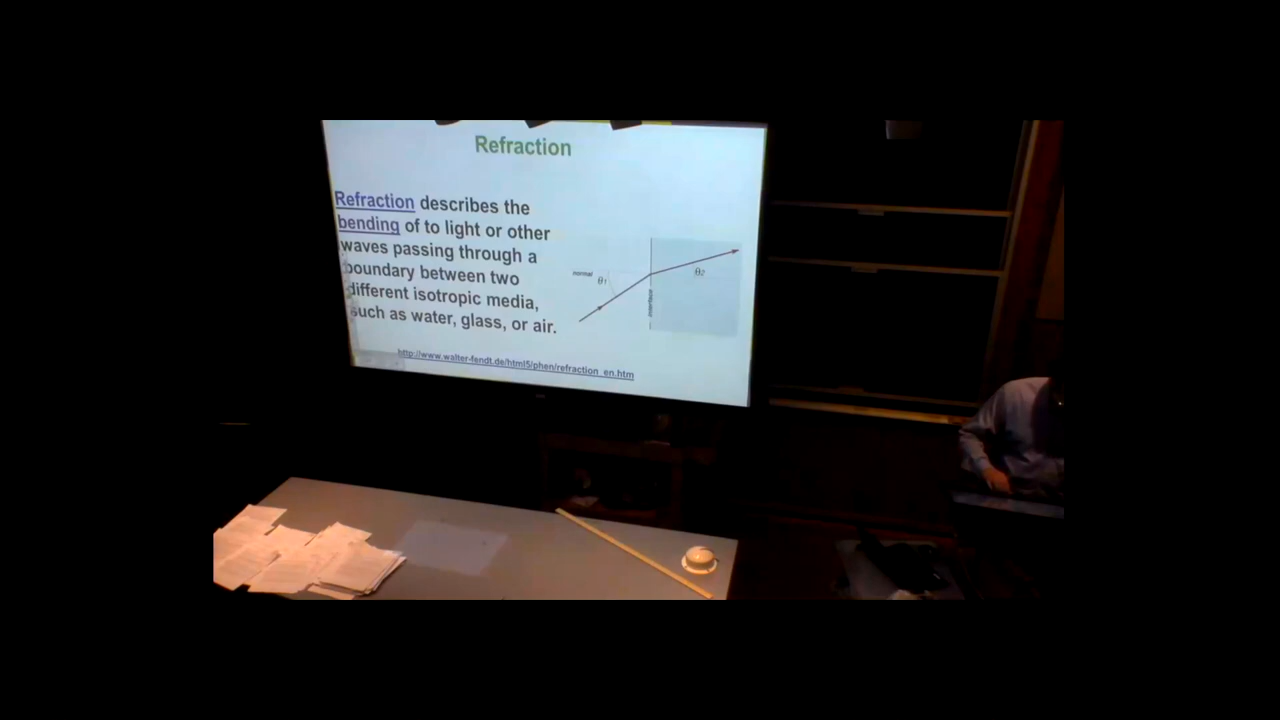 Refraction
Refraction describes the
bending of to light or other
waves passing through a
boundary between two
different isotropic media,
such as water, glass, or air.
normal
θ1
θ2
interface
http://www.walter-fendt.de/html5/phen/refraction_en.htm